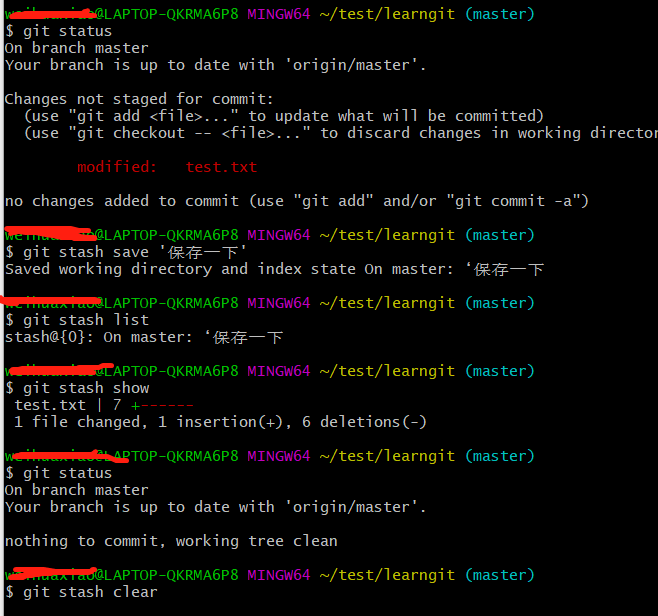 @LAPTOP-QKRMA6P8 MINGW64 ~/test/learngit (master)
$ git status
On branch master
Your branch is up to date with 'origin/master'.
Changes not staged for commit:
(use "git add <file>..." to update what will be committed)
(use "git checkout -- <file>..." to discard changes in working director
modified: test.txt
no changes added to commit (use "git add" and/or "git commit -a")
@LAPTOP-QKRMA6P8 MINGW64 ~/test/learngit (master)
$ git stash save '保存一下'
Saved working directory and index state On master: ‘保存一下
@LAPTOP-QKRMA6P8 MINGW64 ~/test/learngit (master)
$ git stash list
stash@{0}: On master: ‘保存一下
@LAPTOP-QKRMA6P8 MINGW64 ~/test/learngit (master)
$ git stash show
test.txt | 7 +------
1 file changed, 1 insertion(+), 6 deletions(-)
@LAPTOP-QKRMA6P8 MINGW64 ~/test/learngit (master)
$ git status
On branch master
Your branch is up to date with 'origin/master'.
nothing to commit, working tree clean
@LAPTOP-QKRMA6P8 MINGW64 ~/test/learngit (master)
$ git stash clear